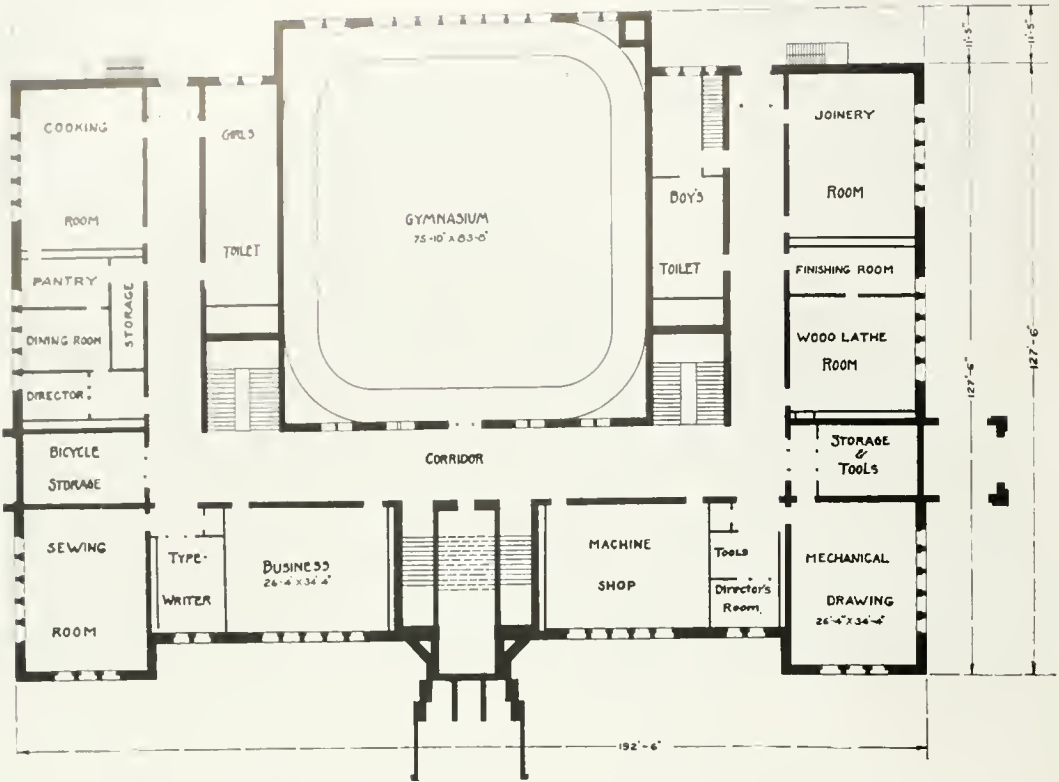 11'-5"
11'-5"
COOKING
ROOM
GIRLS
TOILET
GYMNASIUM
75-10" X 83-8"
BOY'S
TOILET
JOINERY
ROOM
PANTRY
STORAGE
DINING ROOM
DIRECTOR
FINISHING ROOM
WOOD LATHE
ROOM
127'-6"
127'-6"
BICYCLE
STORAGE
CORRIDOR
STORAGE
&
TOOLS
SEWING
ROOM
TYPE-
WRITER
BUSINESS
26-4" X 34'4"
MACHINE
SHOP
TOOLS
Director's
Room
MECHANICAL
DRAWING
26'-4" X 34'-4"
192'-6"